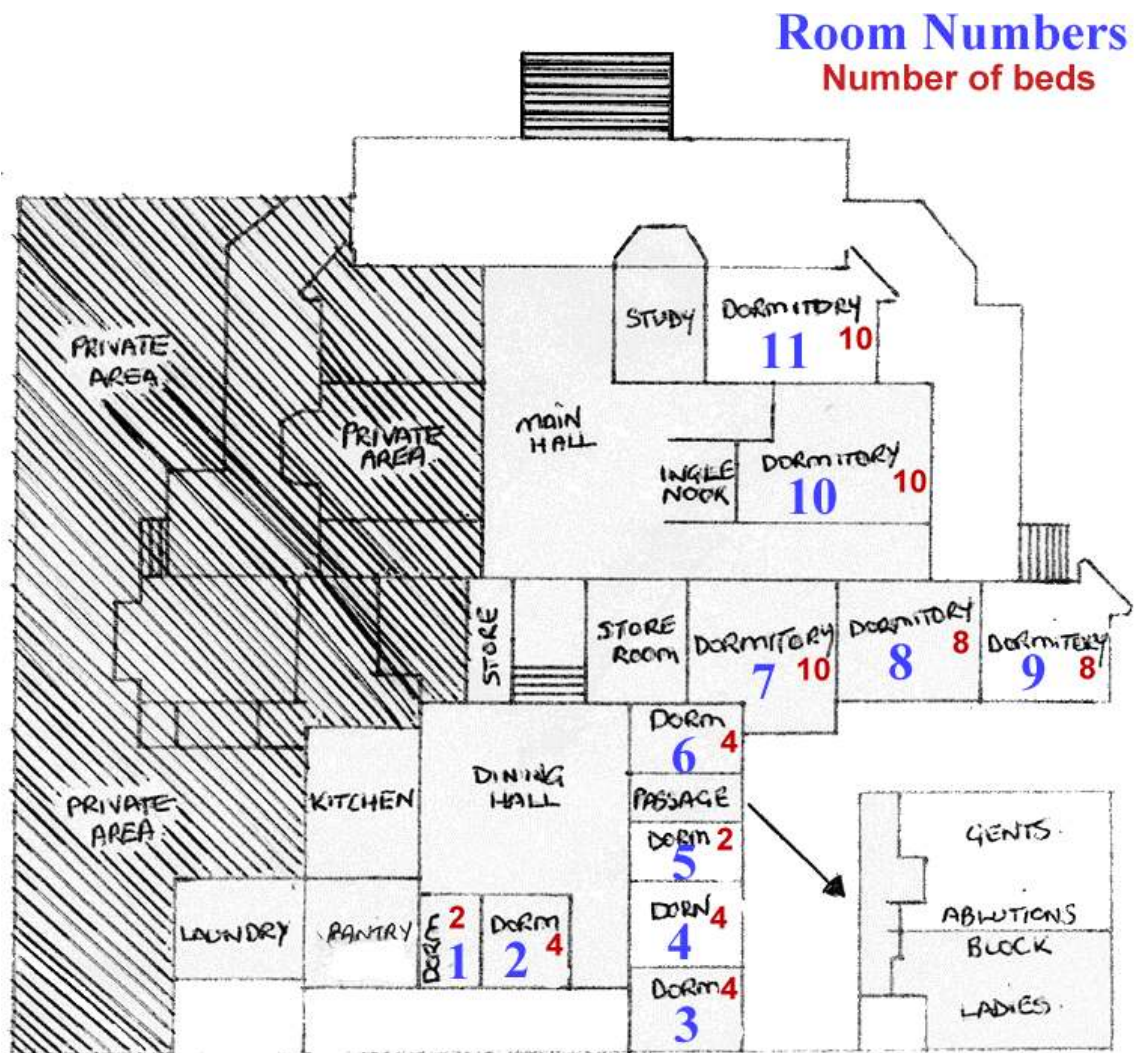 Room Numbers
Number of beds
STUDY
DORMITORY
11
10
PRIVATE
AREA
PRIVATE
AREA
MAIN
HALL
INGLE
NOOK
DORMITORY
10
10
STORE
STORE
ROOM
DORMITORY
7
10
DORMITORY
8
8
DORMITERY
9
8
DORM
6
4
PRIVATE
AREA
KITCHEN
DINING
HALL
PASSAGE
DORM
5
2
GENTS.
LAUNDRY
PANTRY
DORE
1
2
DORM
2
4
DORN
4
4
ABLUTIONS
BLOCK
DORM
3
4
LADIES